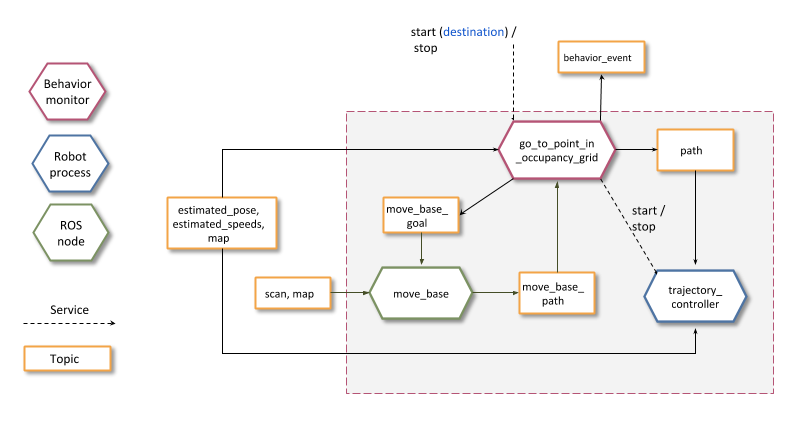 start (destination) /
stop
behavior_event
Behavior
monitor
go_to_point_in
_occupancy_grid
path
Robot
process
estimated_pose,
estimated_speeds,
map
move_base_
goal
start /
stop
ROS
node
scan, map
move_base
move_base_
path
trajectory_
controller
Service
Topic